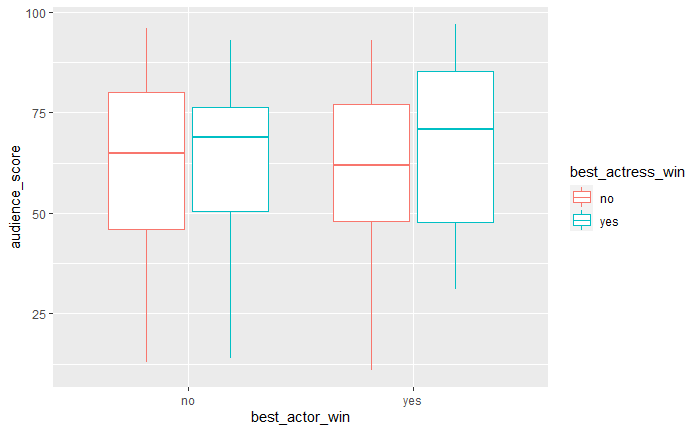 100
75
50
25
audience_score
no
yes
best_actor_win
best_actress_win
no
yes